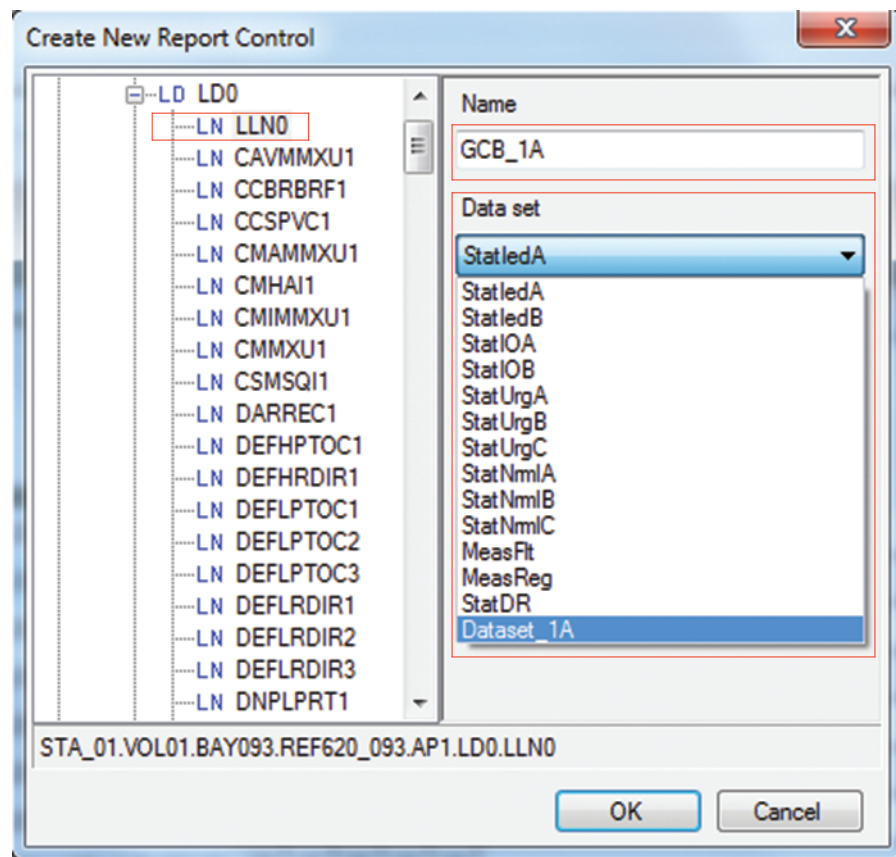 Create New Report Control
LD LD0
LN LLN0
LN CAVMMXU1
LN CCBRBRF1
LN CCSPVC1
LN CMAMMXU1
LN CMHAI1
LN CMIMMXU1
LN CMMXU1
LN CSMSQI1
LN DARREC1
LN DEFHPTOC1
LN DEFHRDIR1
LN DEFLPTOC1
LN DEFLPTOC2
LN DEFLPTOC3
LN DEFLRDIR1
LN DEFLRDIR2
LN DEFLRDIR3
LN DNPLPRT1
Name
GCB_1A
Data set
StatledA
StatledA
StatledB
StatIOA
StatIOB
StatUrgA
StatUrgB
StatUrgC
StatNrmlA
StatNrmlB
StatNrmlC
MeasFlt
MeasReg
StatDR
Dataset_1A
STA_01.VOL01.BAY093.REF620_093.AP1.LD0.LLN0
OK
Cancel